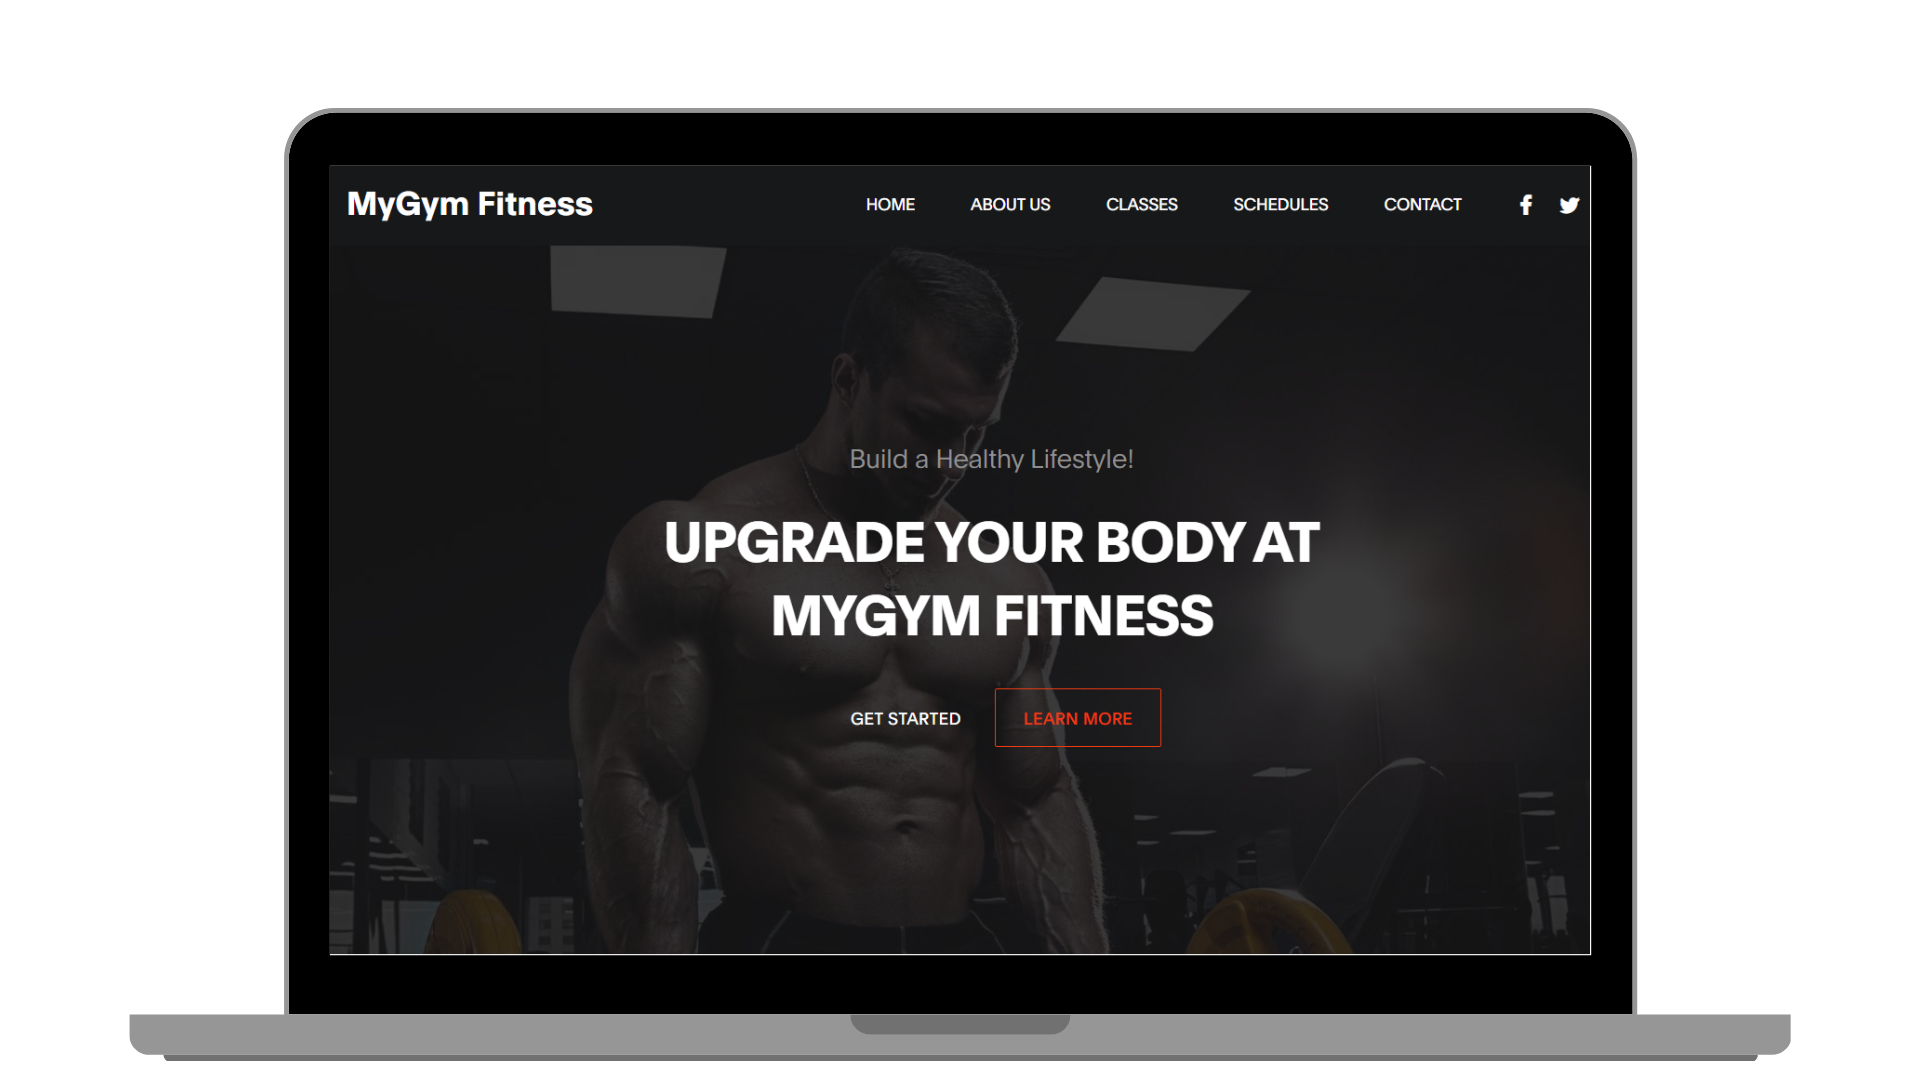 MyGym Fitness
HOME ABOUT US CLASSES SCHEDULES CONTACT
Build a Healthy Lifestyle!
UPGRADE YOUR BODY AT
MYGYM FITNESS
GET STARTED LEARN MORE